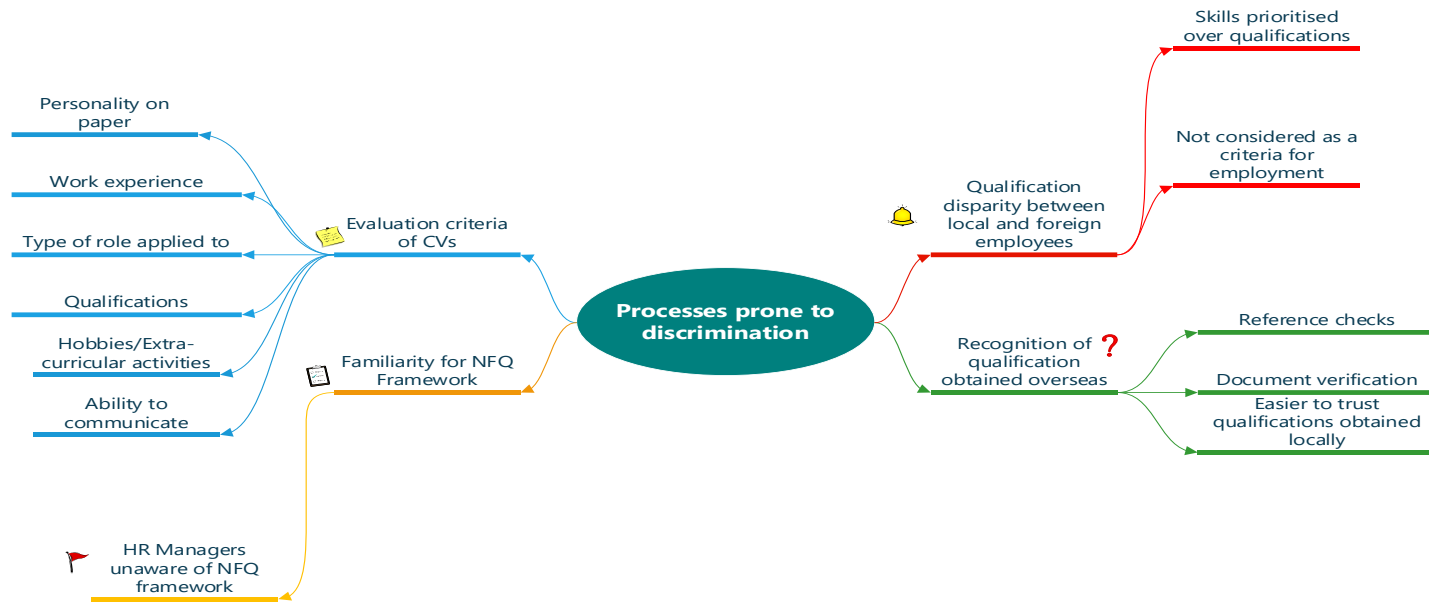 Processes prone to
discrimination
Evaluation criteria
of CVs
Personality on
paper
Work experience
Type of role applied to
Qualifications
Hobbies/Extra-
curricular activities
Ability to
communicate
Familiarity for NFQ
Framework
HR Managers
unaware of NFQ
framework
Qualification
disparity between
local and foreign
employees
Skills prioritised
over qualifications
Not considered as a
criteria for
employment
Recognition of
qualification
obtained overseas
Reference checks
Document verification
Easier to trust
qualifications obtained
locally